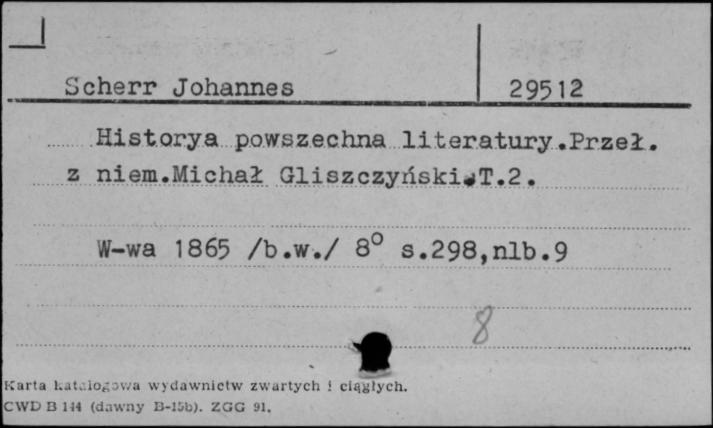 Scherr Johannes 29512
Historya powszechna literatury.Przeł.
z niem.Michał Gliszczyński.T.2.
W-wa 1865 /b.w./ 8° s.298,nlb.9
8
Karta katalogowa wydawnictw zwartych i ciągłych.
CWD B 144 (dawny B-15b). ZGG 91.